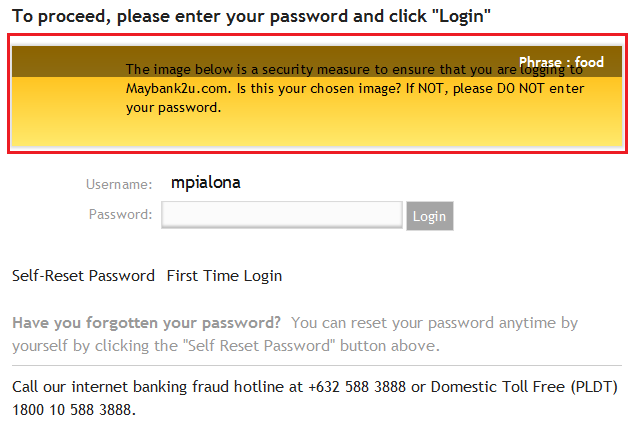 To proceed, please enter your password and click "Login"
Phrase : food
The image below is a security measure to ensure that you are logging to
Maybank2u.com. Is this your chosen image? If NOT, please DO NOT enter
your password.
Username: mpialona
Password: Login
Self-Reset Password First Time Login
Have you forgotten your password? You can reset your password anytime by
yourself by clicking the "Self Reset Password" button above.
Call our internet banking fraud hotline at +632 588 3888 or Domestic Toll Free (PLDT)
1800 10 588 3888.